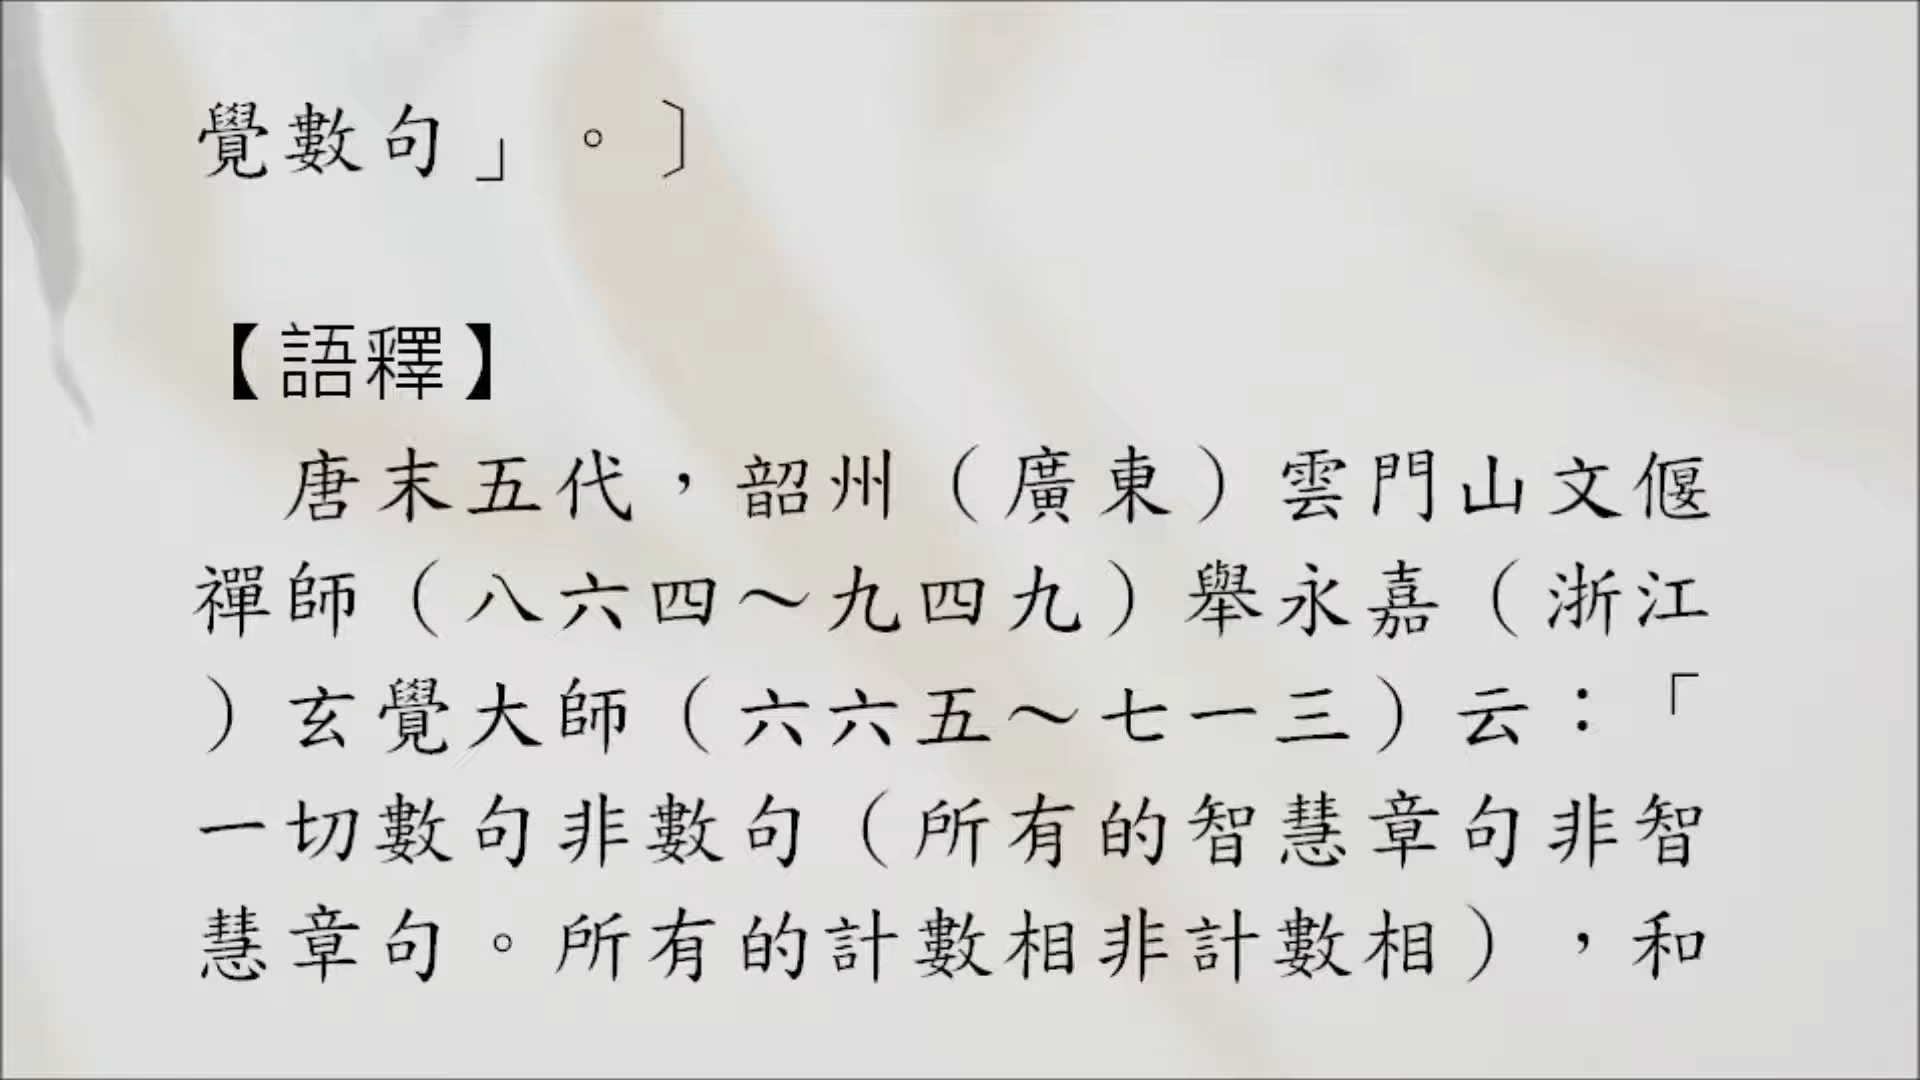 覺數句」。〕
【語釋】
唐末五代，韶州（廣東）雲門山文偃
禪師（八六四～九四九）舉永嘉（浙江
）玄覺大師（六六五～七一三）云：「
一切數句非數句（所有的智慧章句非智
慧章句。所有的計數相非計數相），和